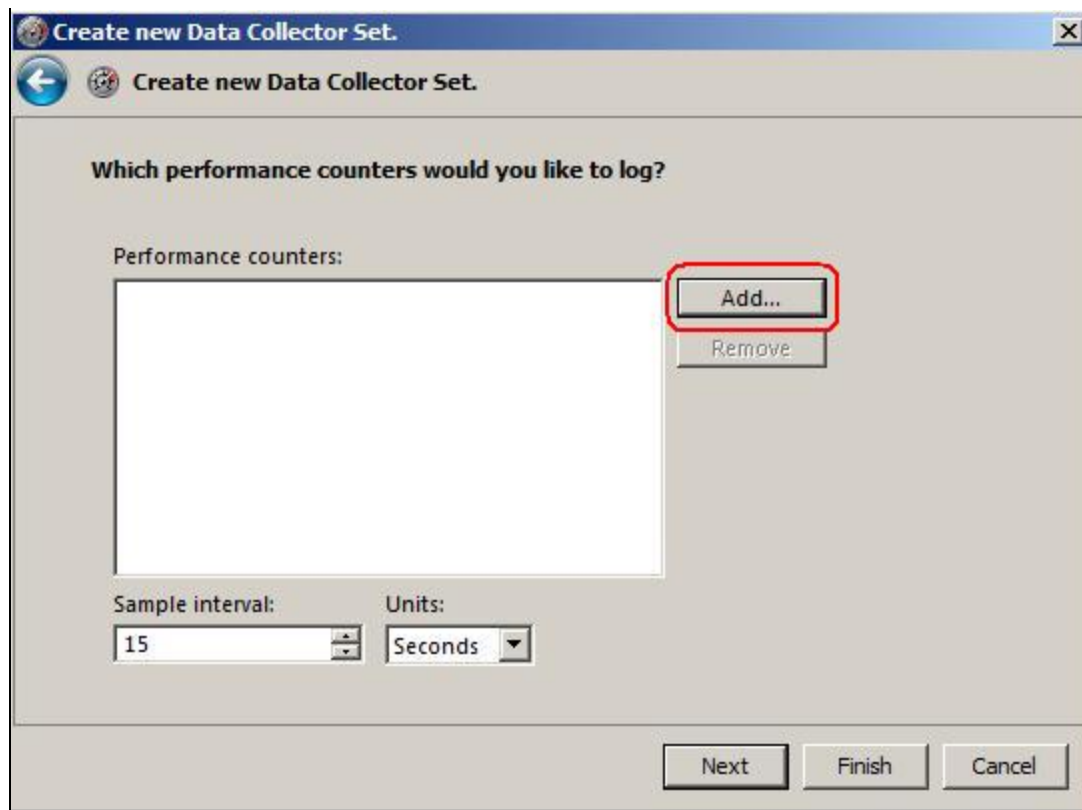 Create new Data Collector Set.
Create new Data Collector Set.
Which performance counters would you like to log?
Performance counters:
Add...
Remove
Sample interval:
Units:
15
Seconds
Next
Finish
Cancel